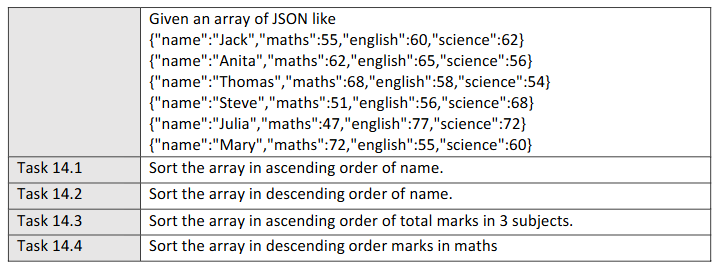 Given an array of JSON like
{"name":"Jack","maths":55,"english":60,"science":62}
{"name":"Anita","maths":62,"english":65,"science":56}
{"name":"Thomas","maths":68,"english":58,"science":54}
{"name":"Steve","maths":51,"english":56,"science":68}
{"name":"Julia","maths":47,"english":77,"science":72}
{"name":"Mary","maths":72,"english":55,"science":60}
Task 14.1 Sort the array in ascending order of name.
Task 14.2 Sort the array in descending order of name.
Task 14.3 Sort the array in ascending order of total marks in 3 subjects.
Task 14.4 Sort the array in descending order marks in maths